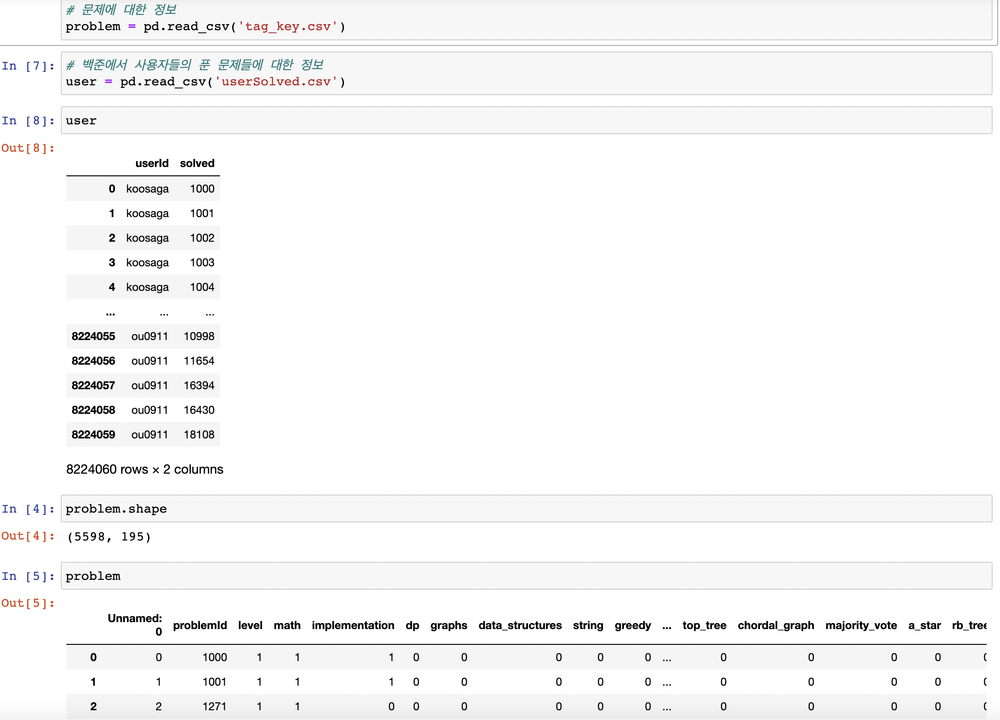 # 문제에 대한 정보
problem = pd.read_csv('tag_key.csv')
In [7]: # 백준에서 사용자들의 푼 문제들에 대한 정보
user = pd.read_csv('userSolved.csv')
In [8]: user
Out[8]:
userId solved
0 koosaga 1000
1 koosaga 1001
2 koosaga 1002
3 koosaga 1003
4 koosaga 1004
... ... ...
8224055 ou0911 10998
8224056 ou0911 11654
8224057 ou0911 16394
8224058 ou0911 16430
8224059 ou0911 18108
8224060 rows × 2 columns
In [4]: problem.shape
Out[4]: (5598, 195)
In [5]: problem
Out[5]:
Unnamed: 0 problemId level math implementation dp graphs data_structures string greedy ... top_tree chordal_graph majority_vote a_star rb_tree
0 0 1000 1 1 1 0 0 0 0 0 ... 0 0 0 0 0
1 1 1001 1 1 1 0 0 0 0 0 ... 0 0 0 0 0
2 2 1271 1 1 0 0 0 0 0 0 ... 0 0 0 0 0